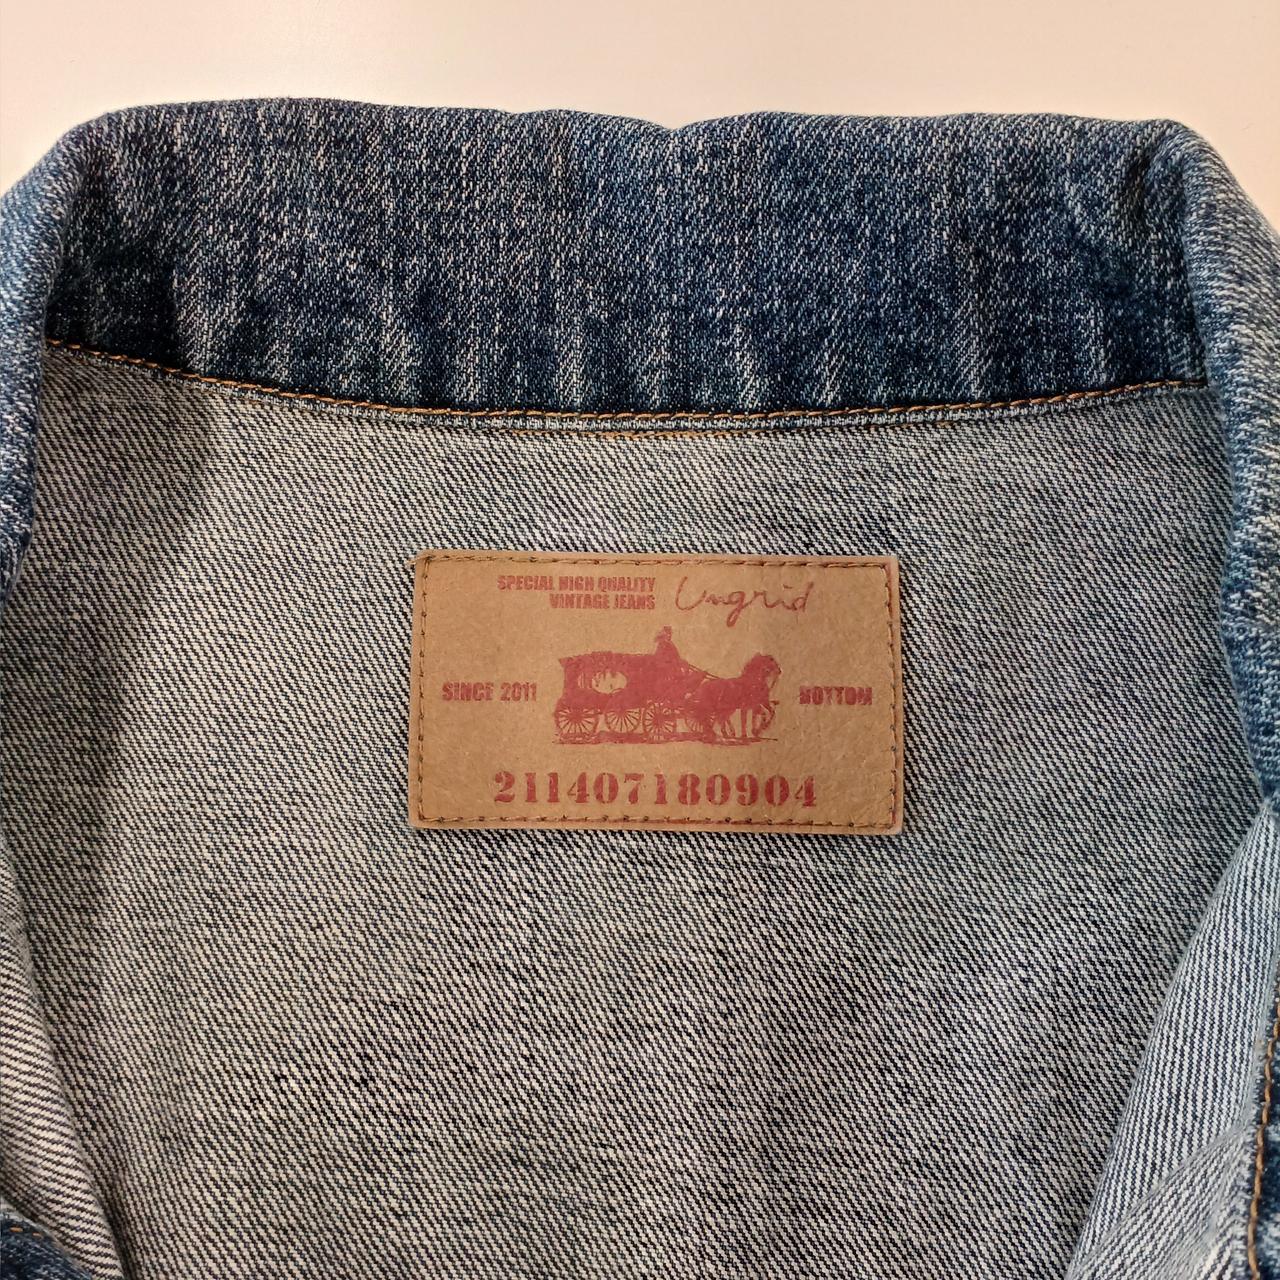 SPECIAL HIGH QUALITY
VINTAGE JEANS
Ungrid
SINCE 2011
BOTTOM
211407180904